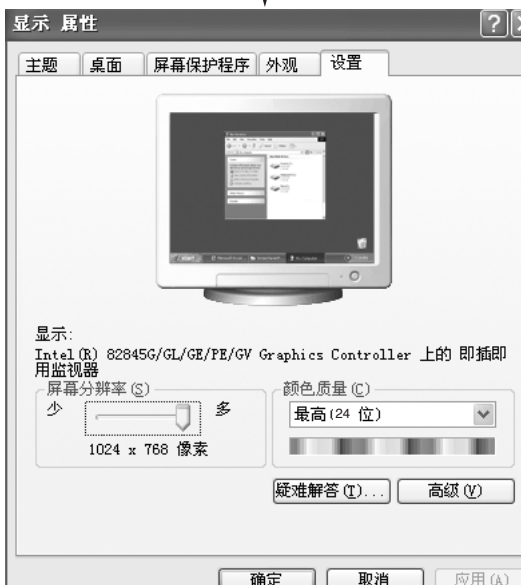 显示 属性
主题 桌面 屏幕保护程序 外观 设置
显示:
Intel(R) 82845G/GL/GE/PE/GV Graphics Controller 上的 即插即
用监视器
屏幕分辨率(S)
少 多
1024 x 768 像素
颜色质量(C)
最高(24 位)
疑难解答(T)... 高级(V)
确定 取消 应用(A)